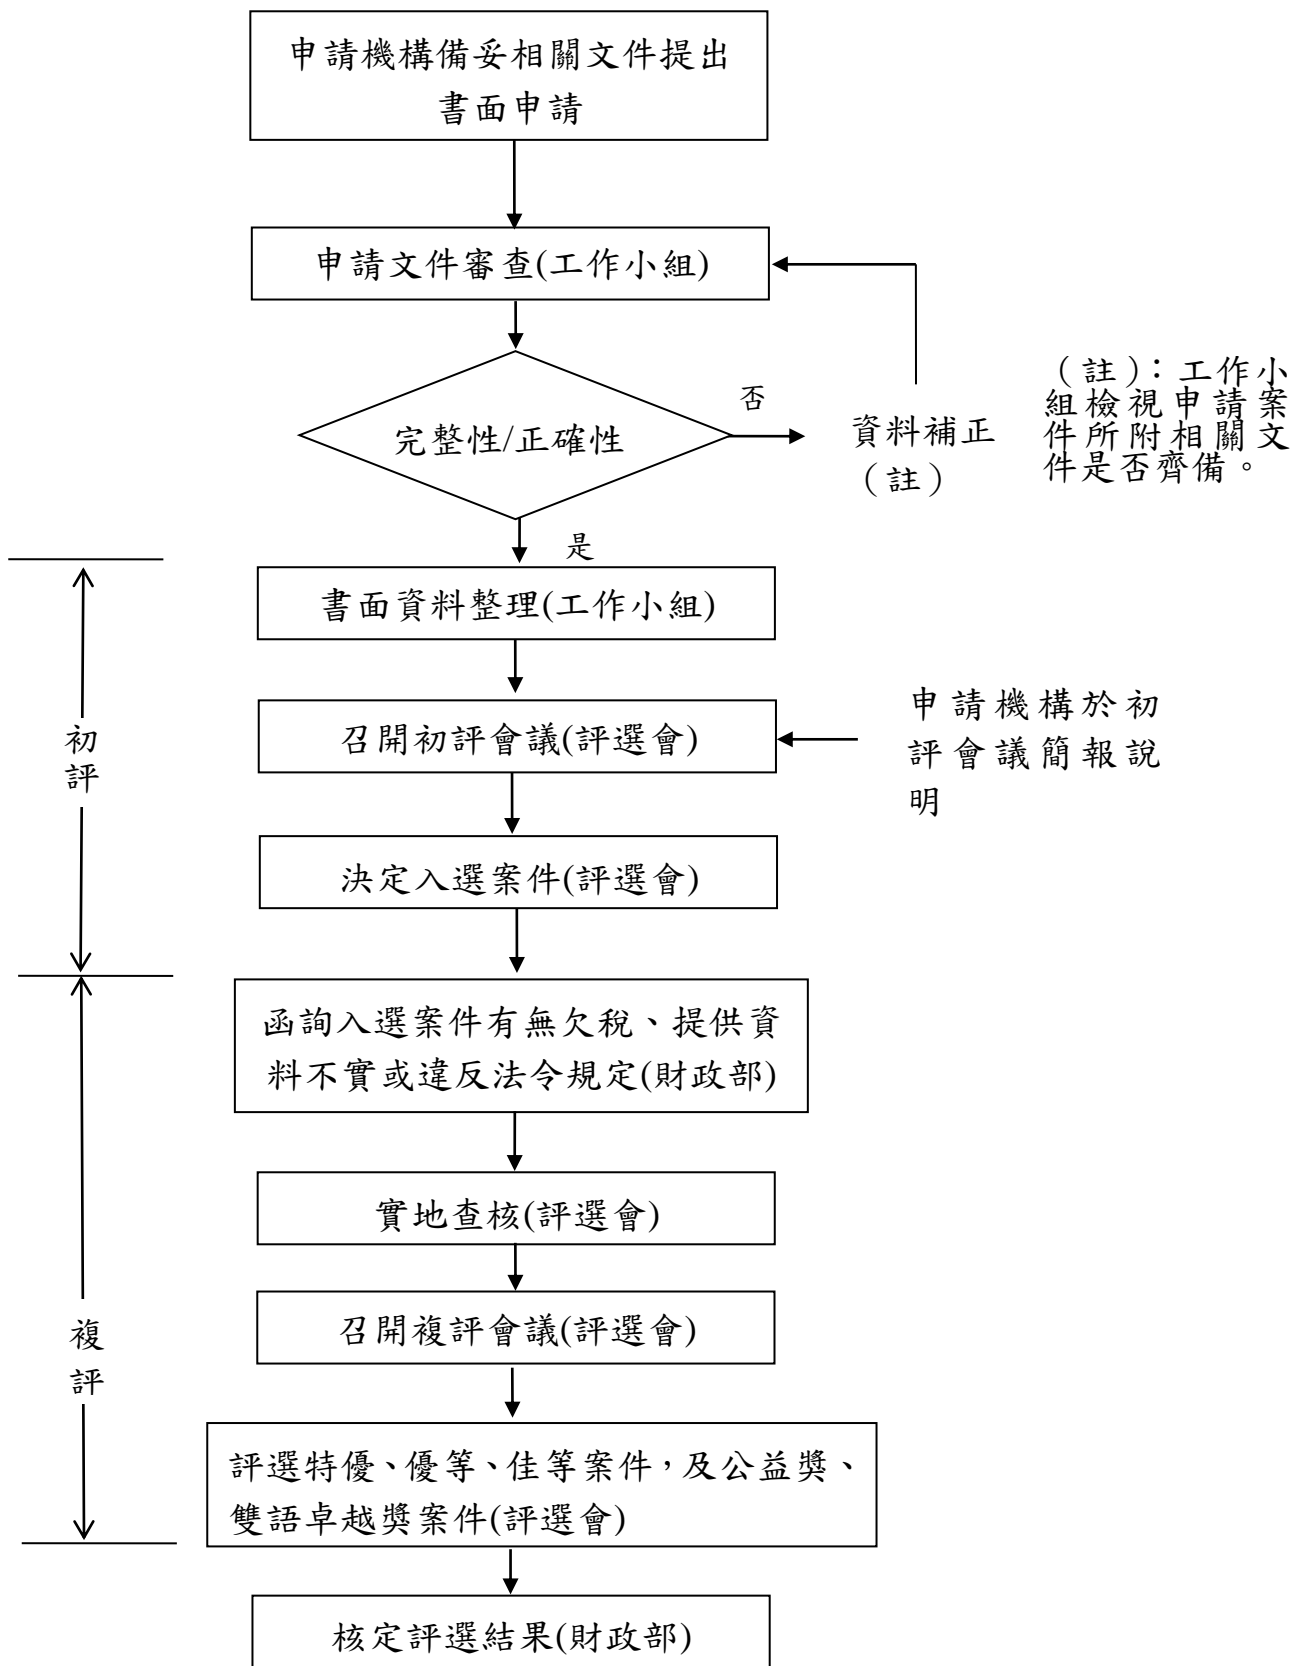 申請機構備妥相關文件提出
書面申請
申請文件審查(工作小組)
完整性/正確性
否
資料補正
（註）
（註）：工作小
組檢視申請案
件所附相關文
件是否齊備。
是
書面資料整理(工作小組)
初
評
召開初評會議(評選會)
申請機構於初
評會議簡報說
明
決定入選案件(評選會)
函詢入選案件有無欠稅、提供資
料不實或違反法令規定(財政部)
實地查核(評選會)
複
評
召開複評會議(評選會)
評選特優、優等、佳等案件，及公益獎、
雙語卓越獎案件(評選會)
核定評選結果(財政部)